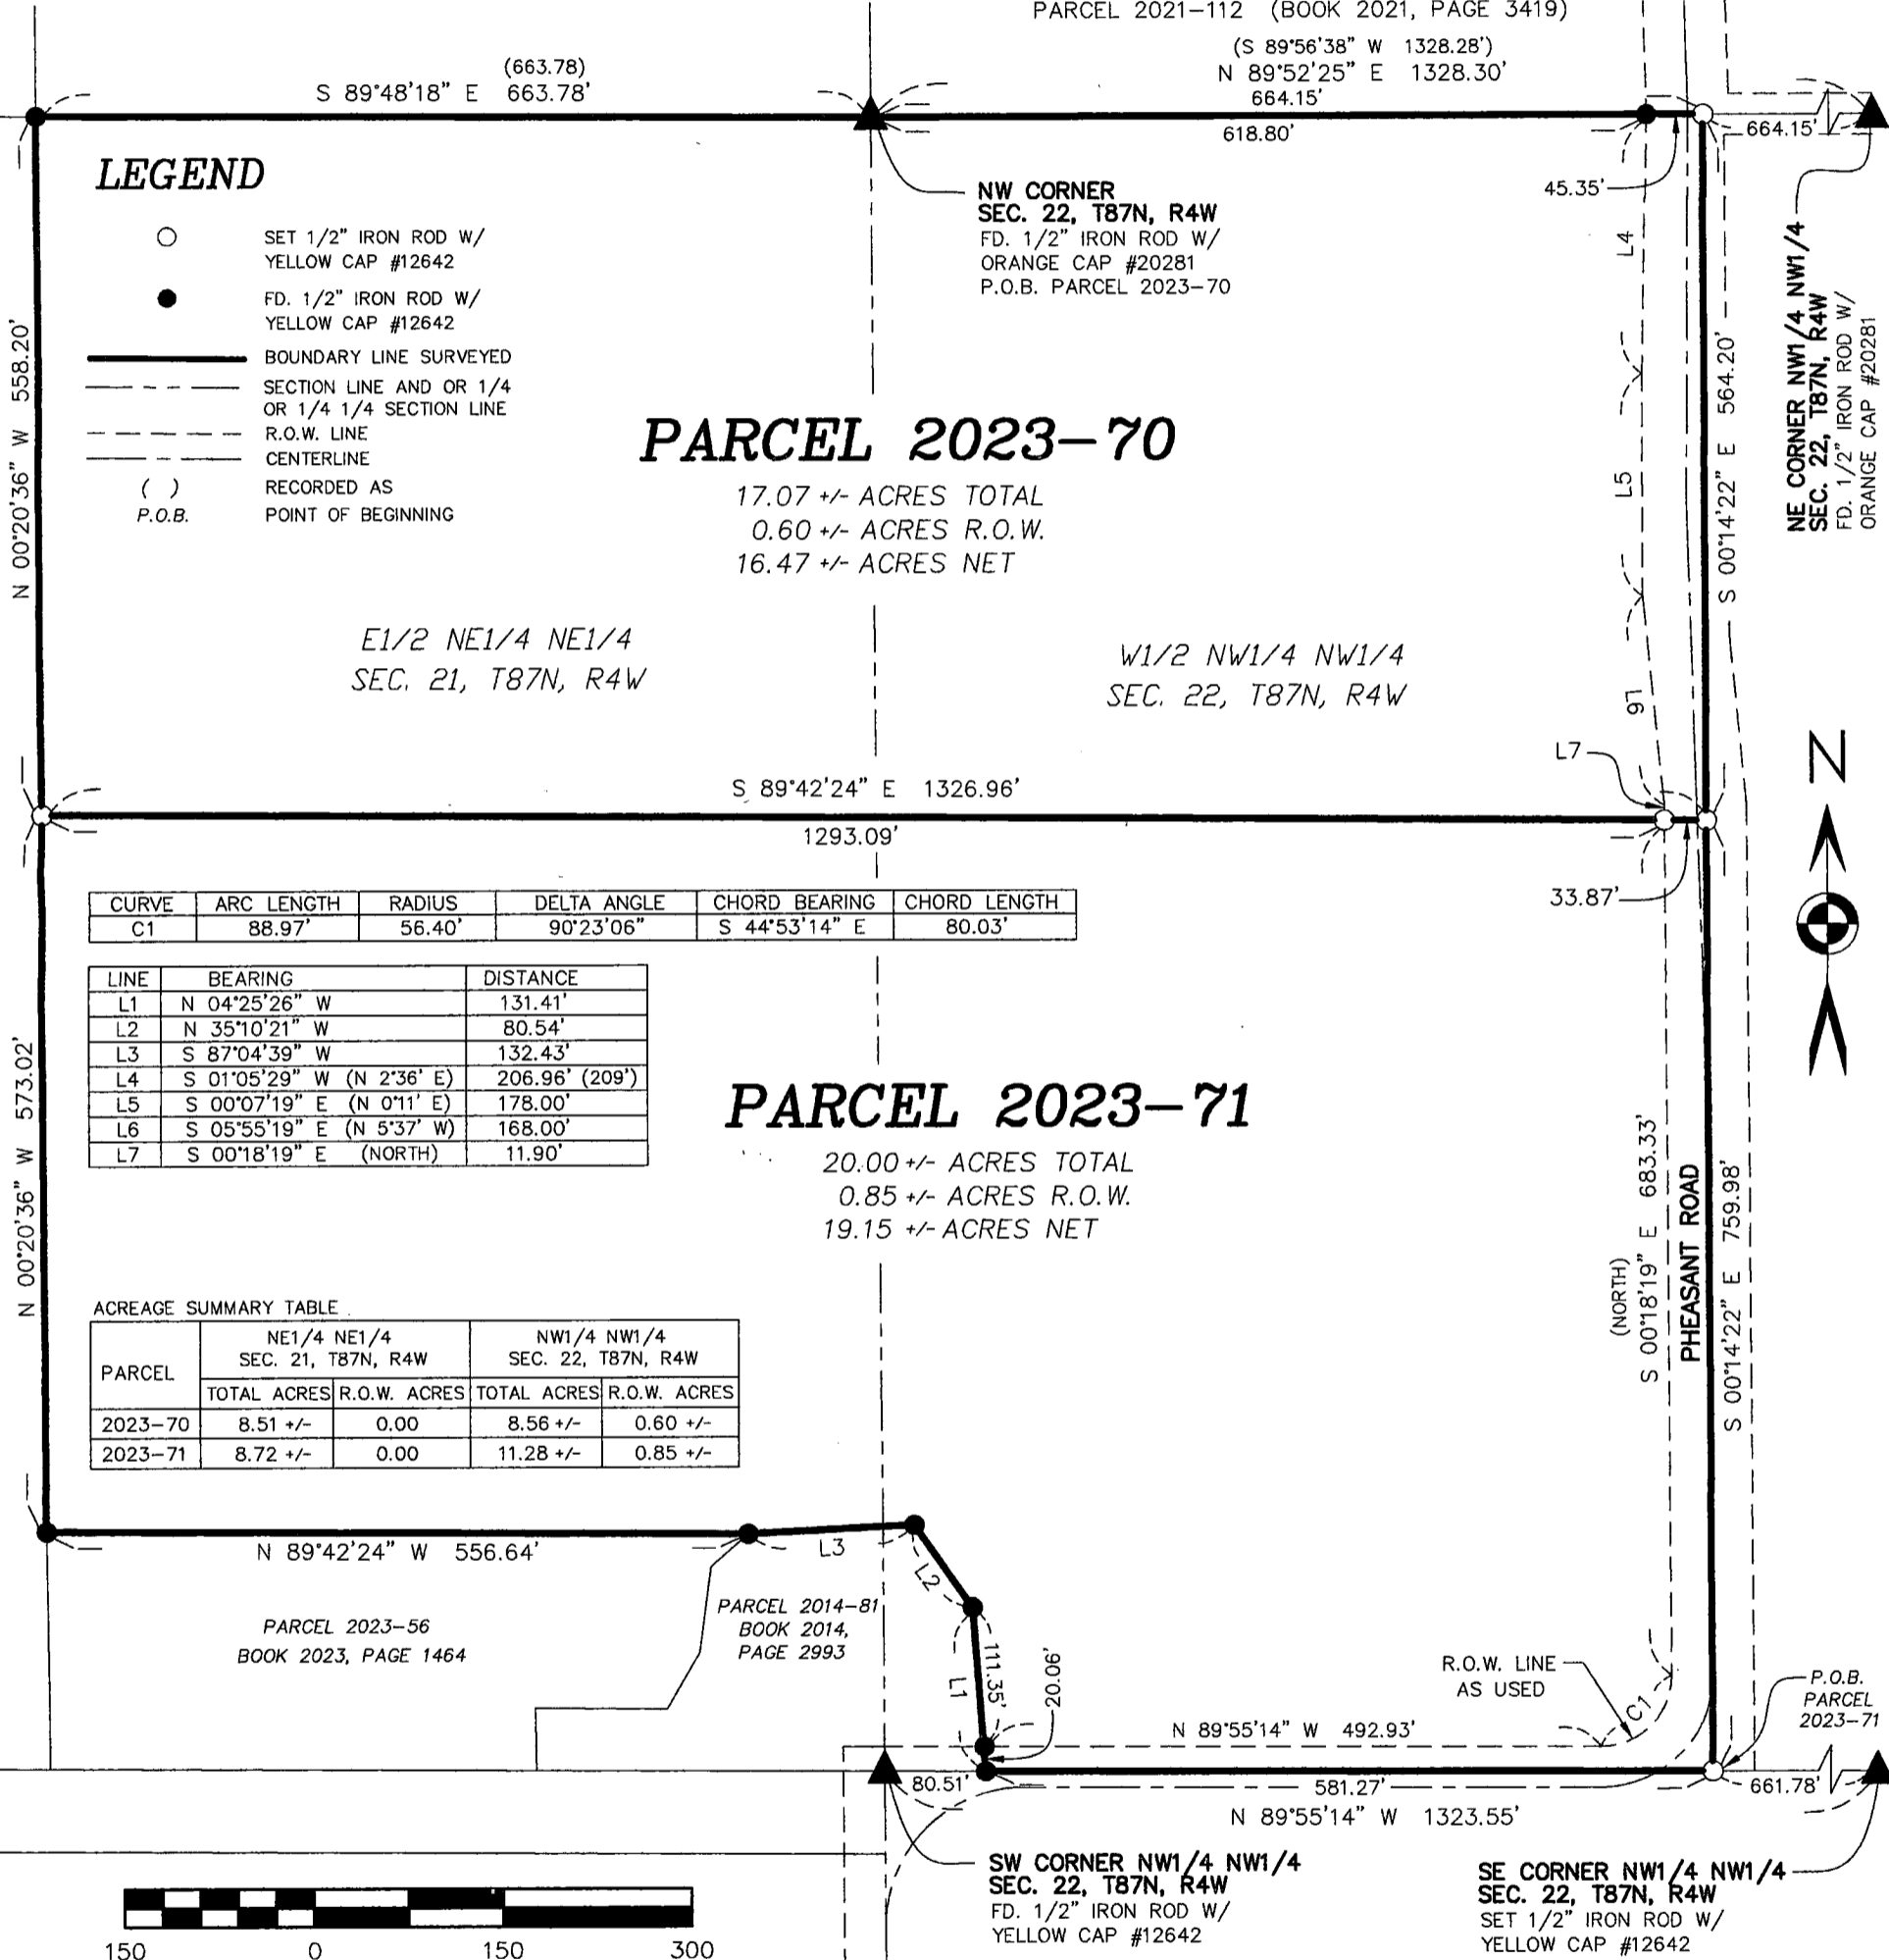 PARCEL 2021-112 (BOOK 2021, PAGE 3419)
(S 89°56'38" W 1328.28')
N 89°52'25" E 1328.30'
664.15'
618.80'
664.15'
45.35'
(663.78)
S 89°48'18" E 663.78'
LEGEND
SET 1/2" IRON ROD W/
YELLOW CAP #12642
FD. 1/2" IRON ROD W/
YELLOW CAP #12642
BOUNDARY LINE SURVEYED
SECTION LINE AND OR 1/4
OR 1/4 1/4 SECTION LINE
R.O.W. LINE
CENTERLINE
( ) RECORDED AS
P.O.B. POINT OF BEGINNING
NW CORNER
SEC. 22, T87N, R4W
FD. 1/2" IRON ROD W/
ORANGE CAP #20281
P.O.B. PARCEL 2023-70
NE CORNER NW1/4 NW1/4
SEC. 22, T87N, R4W
FD. 1/2" IRON ROD W/
ORANGE CAP #20281
N 00°20'36" W 558.20'
L4
L5
L6
L7
S 00°14'22" E 564.20'
PARCEL 2023-70
17.07 +/- ACRES TOTAL
0.60 +/- ACRES R.O.W.
16.47 +/- ACRES NET
E1/2 NE1/4 NE1/4
SEC. 21, T87N, R4W
W1/2 NW1/4 NW1/4
SEC. 22, T87N, R4W
N
S 89°42'24" E 1326.96'
1293.09'
33.87'
CURVE ARC LENGTH RADIUS DELTA ANGLE CHORD BEARING CHORD LENGTH
C1 88.97' 56.40' 90°23'06" S 44°53'14" E 80.03'
LINE BEARING DISTANCE
L1 N 04°25'26" W 131.41'
L2 N 35°10'21" W 80.54'
L3 S 87°04'39" W 132.43'
L4 S 01°05'29" W (N 2°36' E) 206.96' (209')
L5 S 00°07'19" E (N 0°11' E) 178.00'
L6 S 05°55'19" E (N 5°37' W) 168.00'
L7 S 00°18'19" E (NORTH) 11.90'
N 00°20'36" W 573.02'
PARCEL 2023-71
20.00 +/- ACRES TOTAL
0.85 +/- ACRES R.O.W.
19.15 +/- ACRES NET
(NORTH)
S 00°18'19" E 683.33'
PHEASANT ROAD
S 00°14'22" E 759.98'
ACREAGE SUMMARY TABLE
PARCEL
NE1/4 NE1/4
SEC. 21, T87N, R4W
NW1/4 NW1/4
SEC. 22, T87N, R4W
TOTAL ACRES R.O.W. ACRES TOTAL ACRES R.O.W. ACRES
2023-70 8.51 +/- 0.00 8.56 +/- 0.60 +/-
2023-71 8.72 +/- 0.00 11.28 +/- 0.85 +/-
N 89°42'24" W 556.64'
L3
L2
L1
111.35'
20.06'
PARCEL 2023-56
BOOK 2023, PAGE 1464
PARCEL 2014-81
BOOK 2014,
PAGE 2993
R.O.W. LINE
AS USED
C1
P.O.B.
PARCEL
2023-71
N 89°55'14" W 492.93'
80.51'
581.27'
661.78'
N 89°55'14" W 1323.55'
SW CORNER NW1/4 NW1/4
SEC. 22, T87N, R4W
FD. 1/2" IRON ROD W/
YELLOW CAP #12642
SE CORNER NW1/4 NW1/4
SEC. 22, T87N, R4W
SET 1/2" IRON ROD W/
YELLOW CAP #12642
150 0 150 300